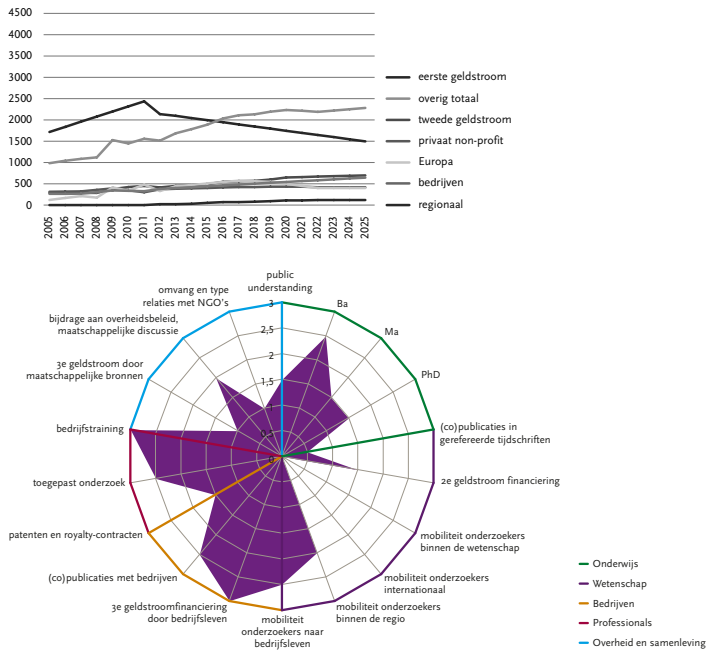 4500
4000
3500
3000
2500
2000
1500
1000
500
0
2005
2006
2007
2008
2009
2010
2011
2012
2013
2014
2015
2016
2017
2018
2019
2020
2021
2022
2023
2024
2025
eerste geldstroom
overig totaal
tweede geldstroom
privaat non-profit
Europa
bedrijven
regionaal
public
understanding
Ba
Ma
PhD
(co)publicaties in
gerefereerde tijdschriften
2e geldstroom financiering
mobiliteit onderzoekers
binnen de wetenschap
mobiliteit onderzoekers
internationaal
mobiliteit onderzoekers
binnen de regio
mobiliteit
onderzoekers naar
bedrijfsleven
3e geldstroomfinanciering
door bedrijfsleven
(co)publicaties met bedrijven
patenten en royalty-contracten
toegepast onderzoek
bedrijfstraining
3e geldstroom door
maatschappelijke bronnen
bijdrage aan overheidsbeleid,
maatschappelijke discussie
omvang en type
relaties met NGO's
3
2,5
2
1,5
1
0,5
Onderwijs
Wetenschap
Bedrijven
Professionals
Overheid en samenleving